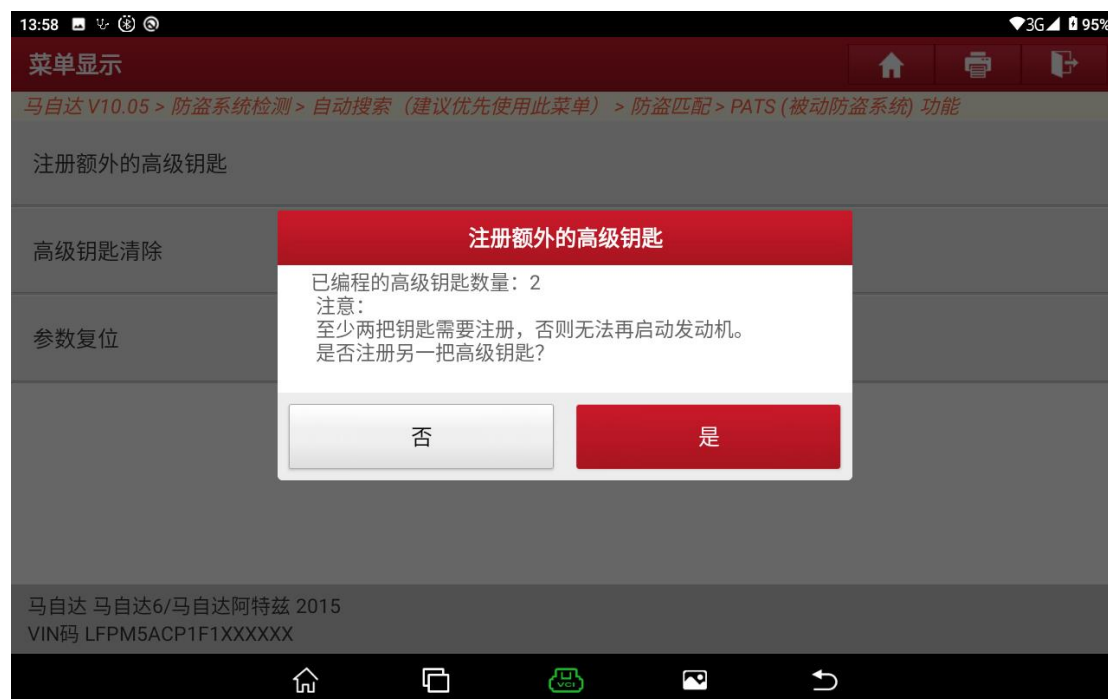 13:58
3G 95%
菜单显示
马自达 V10.05 > 防盗系统检测 > 自动搜索（建议优先使用此菜单） > 防盗匹配 > PATS (被动防盗系统) 功能
注册额外的高级钥匙
高级钥匙清除
参数复位
注册额外的高级钥匙
已编程的高级钥匙数量：2
注意：
至少两把钥匙需要注册，否则无法再启动发动机。
是否注册另一把高级钥匙？
否
是
马自达 马自达6/马自达阿特兹 2015
VIN码 LFPM5ACP1F1XXXXXX
VCI